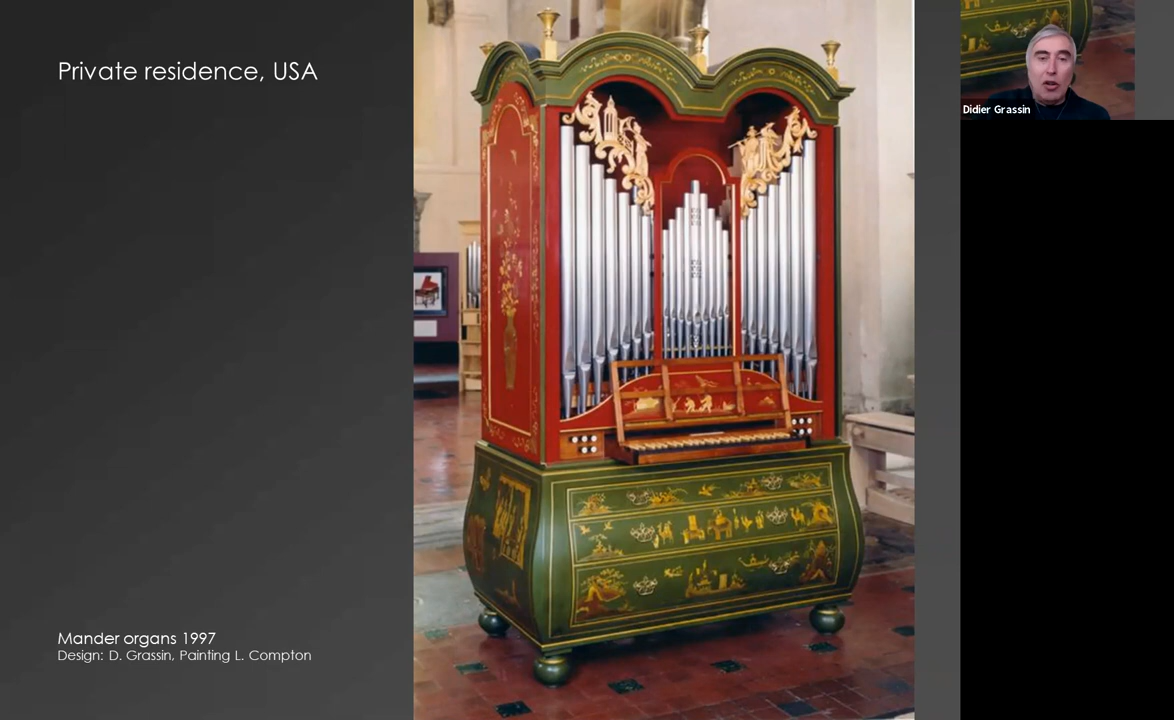 Private residence, USA
Didier Grassin
Mander organs 1997
Design: D. Grassin, Painting L. Compton